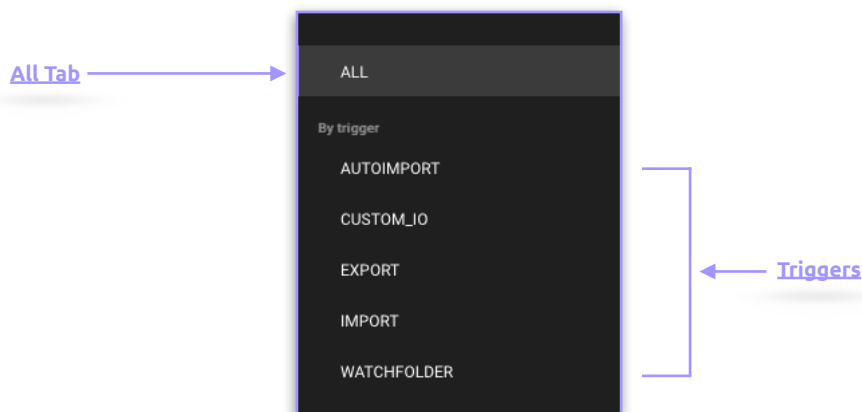 All Tab
ALL
By trigger
AUTOIMPORT
CUSTOM_IO
EXPORT
Triggers
IMPORT
WATCHFOLDER